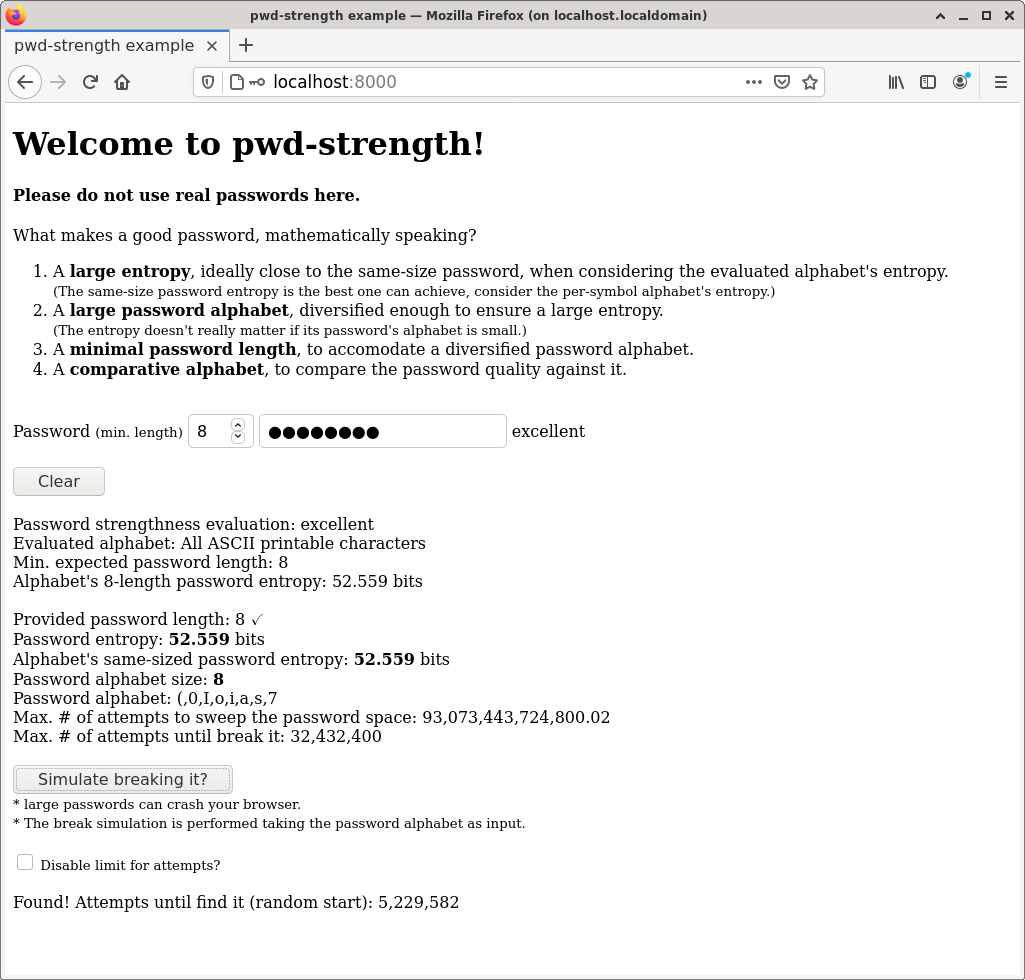 pwd-strength example — Mozilla Firefox (on localhost.localdomain)
pwd-strength example
localhost:8000
Welcome to pwd-strength!
Please do not use real passwords here.
What makes a good password, mathematically speaking?
1. A large entropy, ideally close to the same-size password, when considering the evaluated alphabet's entropy.
(The same-size password entropy is the best one can achieve, consider the per-symbol alphabet's entropy.)
2. A large password alphabet, diversified enough to ensure a large entropy.
(The entropy doesn't really matter if its password's alphabet is small.)
3. A minimal password length, to accomodate a diversified password alphabet.
4. A comparative alphabet, to compare the password quality against it.
Password (min. length) 8 ●●●●●●●● excellent
Clear
Password strengthness evaluation: excellent
Evaluated alphabet: All ASCII printable characters
Min. expected password length: 8
Alphabet's 8-length password entropy: 52.559 bits
Provided password length: 8 ✓
Password entropy: 52.559 bits
Alphabet's same-sized password entropy: 52.559 bits
Password alphabet size: 8
Password alphabet: (,0,I,o,i,a,s,7
Max. # of attempts to sweep the password space: 93,073,443,724,800.02
Max. # of attempts until break it: 32,432,400
Simulate breaking it?
* large passwords can crash your browser.
* The break simulation is performed taking the password alphabet as input.
Disable limit for attempts?
Found! Attempts until find it (random start): 5,229,582